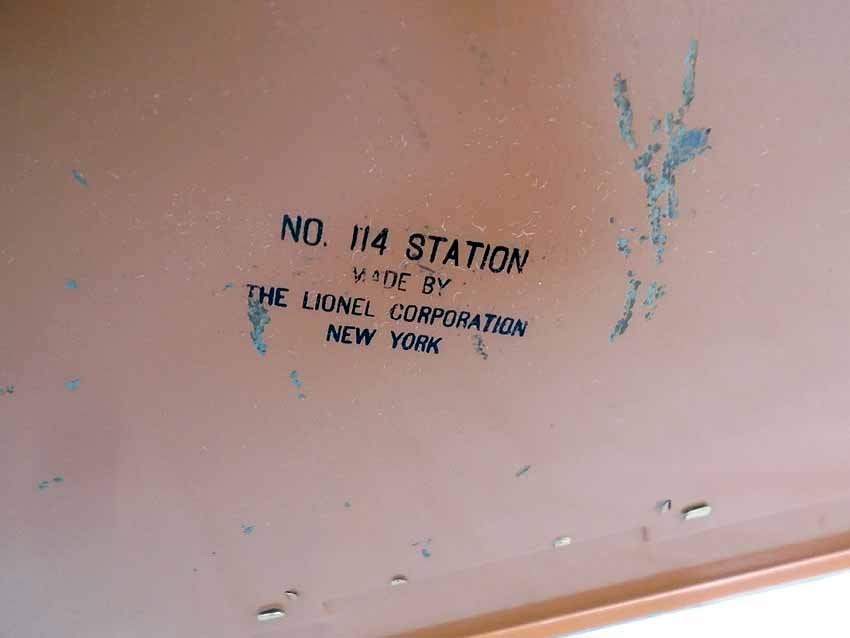 NO. 114 STATION
MADE BY
THE LIONEL CORPORATION
NEW YORK